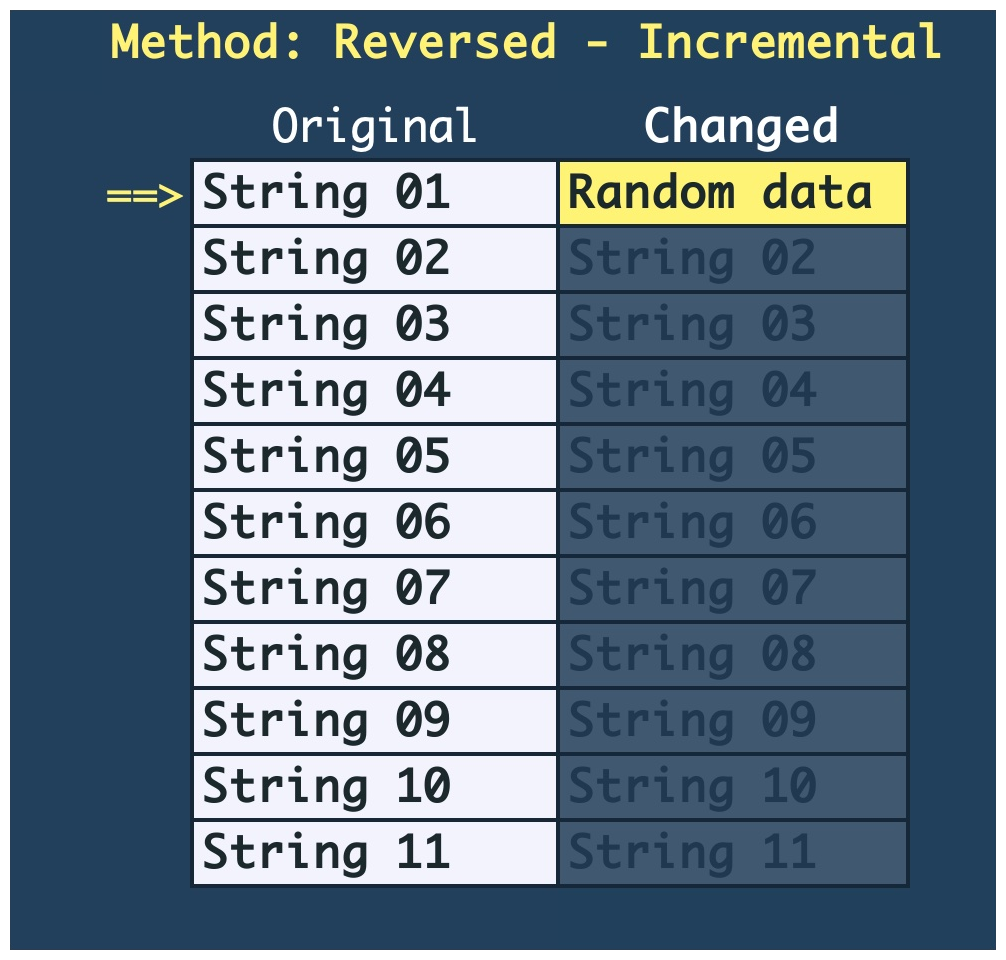 Method: Reversed - Incremental
Original Changed
==> String 01 Random data
String 02 String 02
String 03 String 03
String 04 String 04
String 05 String 05
String 06 String 06
String 07 String 07
String 08 String 08
String 09 String 09
String 10 String 10
String 11 String 11